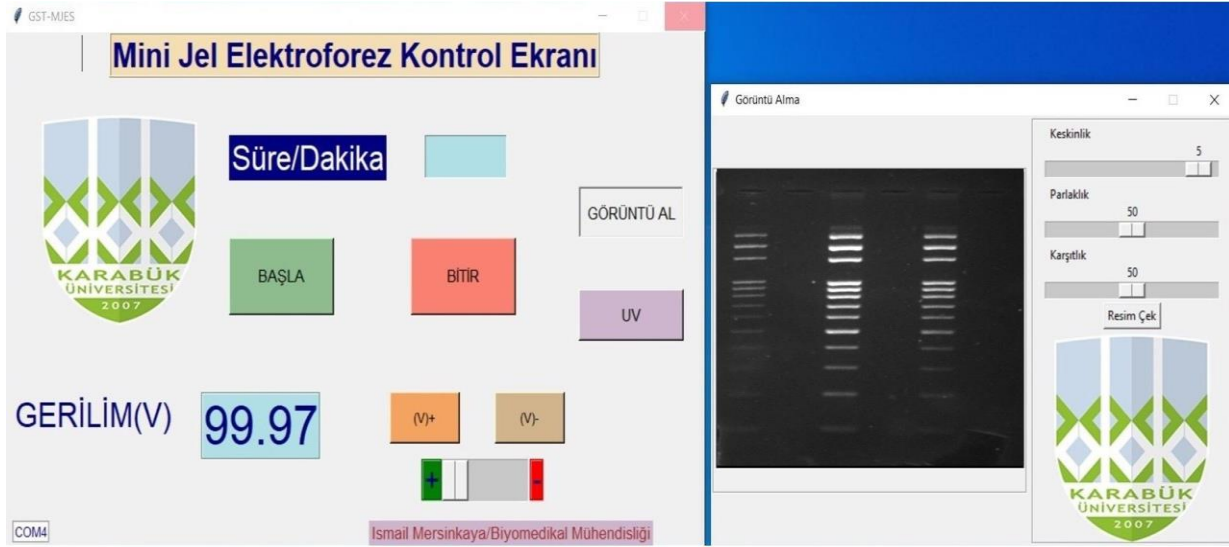 GST-MJES
Mini Jel Elektroforez Kontrol Ekranı
KARABÜK
ÜNİVERSİTESİ
2007
Süre/Dakika
GÖRÜNTÜ AL
BAŞLA
BİTİR
UV
GERİLİM(V)
99.97
(V)+
(V)-
+
-
COM4
Ismail Mersinkaya/Biyomedikal Mühendisliği
Görüntü Alma
Keskinlik
5
Parlaklık
50
Karşıtlık
50
Resim Çek
KARABÜK
ÜNİVERSİTESİ
2007